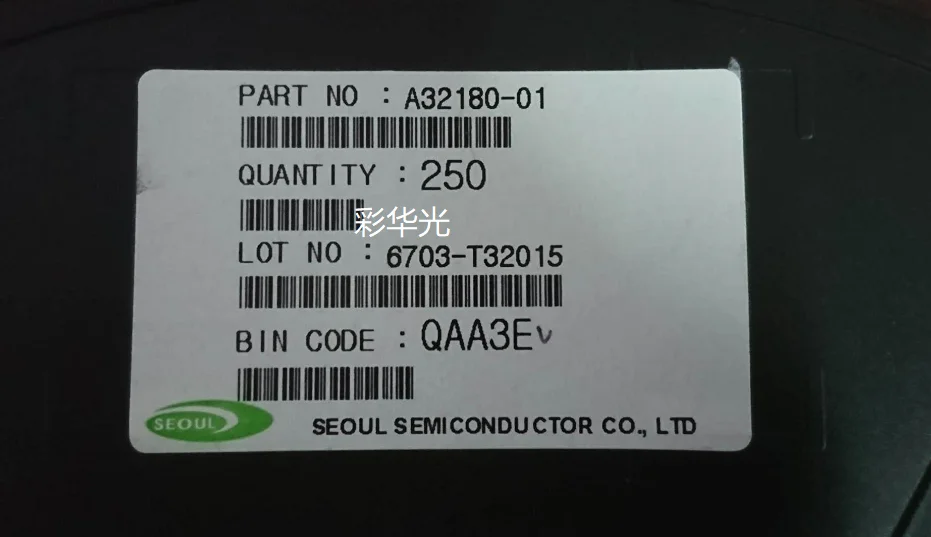 PART NO : A32180-01
QUANTITY : 250
彩华光
LOT NO : 6703-T32015
BIN CODE : QAA3E
SEOUL
SEOUL SEMICONDUCTOR CO., LTD